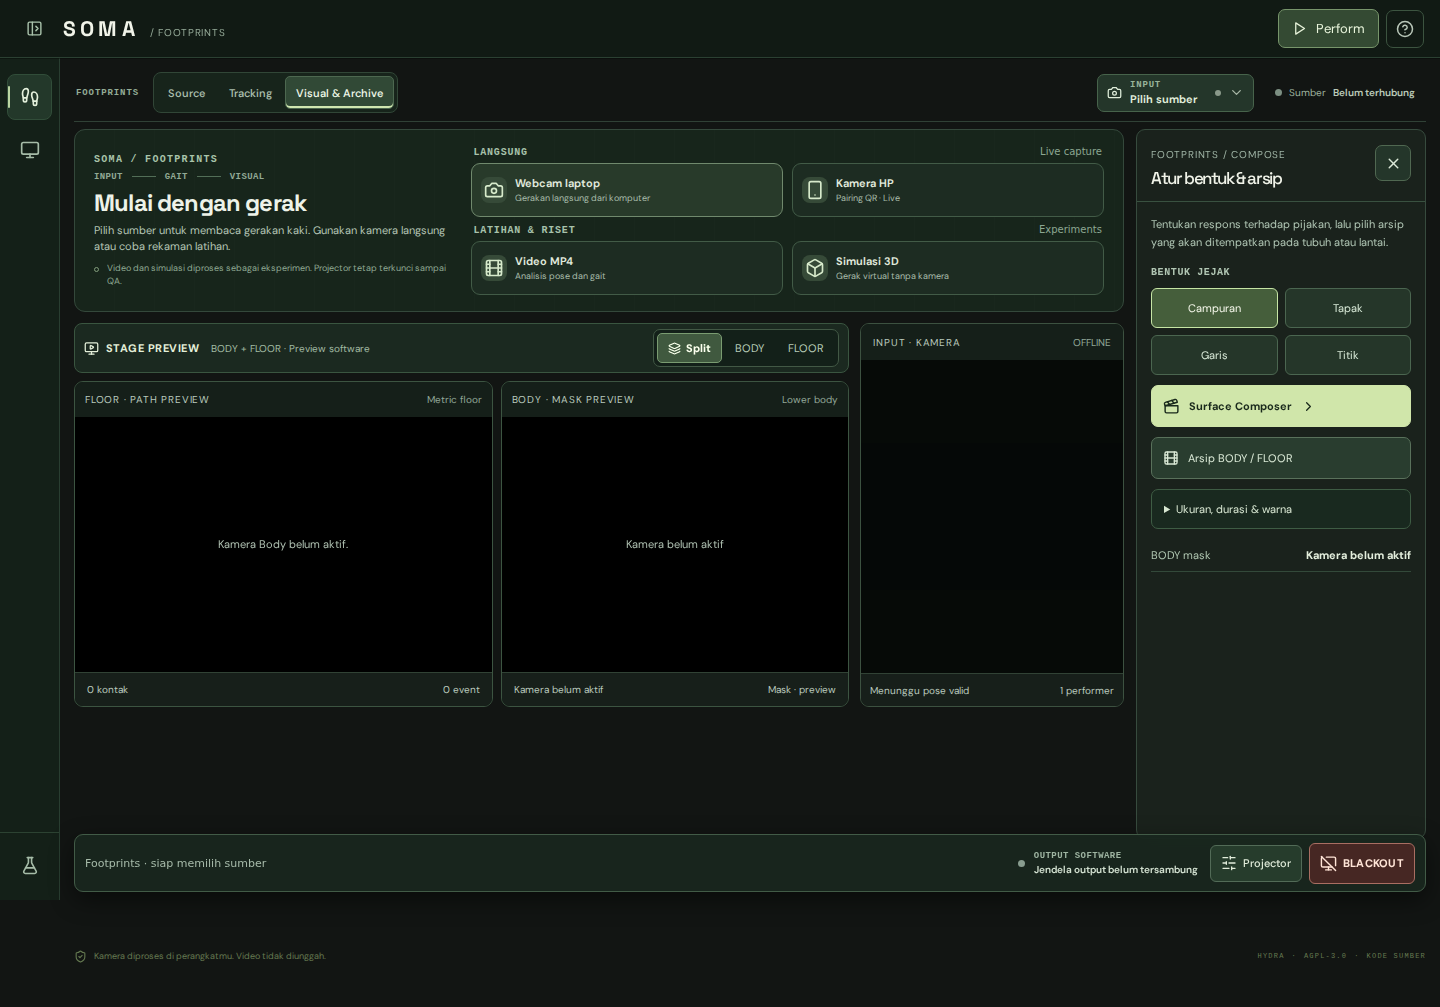 SOMA / FOOTPRINTS
Perform
FOOTPRINTS
Source
Tracking
Visual & Archive
INPUT
Pilih sumber
Sumber Belum terhubung
SOMA / FOOTPRINTS
INPUT GAIT VISUAL
Mulai dengan gerak
Pilih sumber untuk membaca gerakan kaki. Gunakan kamera langsung
atau coba rekaman latihan.
Video dan simulasi diproses sebagai eksperimen. Projector tetap terkunci sampai
QA.
LANGSUNG
Live capture
Webcam laptop
Gerakan langsung dari komputer
Kamera HP
Pairing QR · Live
LATIHAN & RISET
Experiments
Video MP4
Analisis pose dan gait
Simulasi 3D
Gerak virtual tanpa kamera
STAGE PREVIEW BODY + FLOOR · Preview software
Split
BODY
FLOOR
FLOOR · PATH PREVIEW
Metric floor
Kamera Body belum aktif.
0 kontak
0 event
BODY · MASK PREVIEW
Lower body
Kamera belum aktif
Kamera belum aktif
Mask · preview
INPUT · KAMERA
OFFLINE
Menunggu pose valid
1 performer
FOOTPRINTS / COMPOSE
Atur bentuk & arsip
Tentukan respons terhadap pijakan, lalu pilih arsip
yang akan ditempatkan pada tubuh atau lantai.
BENTUK JEJAK
Campuran
Tapak
Garis
Titik
Surface Composer
Arsip BODY / FLOOR
Ukuran, durasi & warna
BODY mask
Kamera belum aktif
Footprints · siap memilih sumber
OUTPUT SOFTWARE
Jendela output belum tersambung
Projector
BLACKOUT
Kamera diproses di perangkatmu. Video tidak diunggah.
HYDRA · AGPL-3.0 · KODE SUMBER